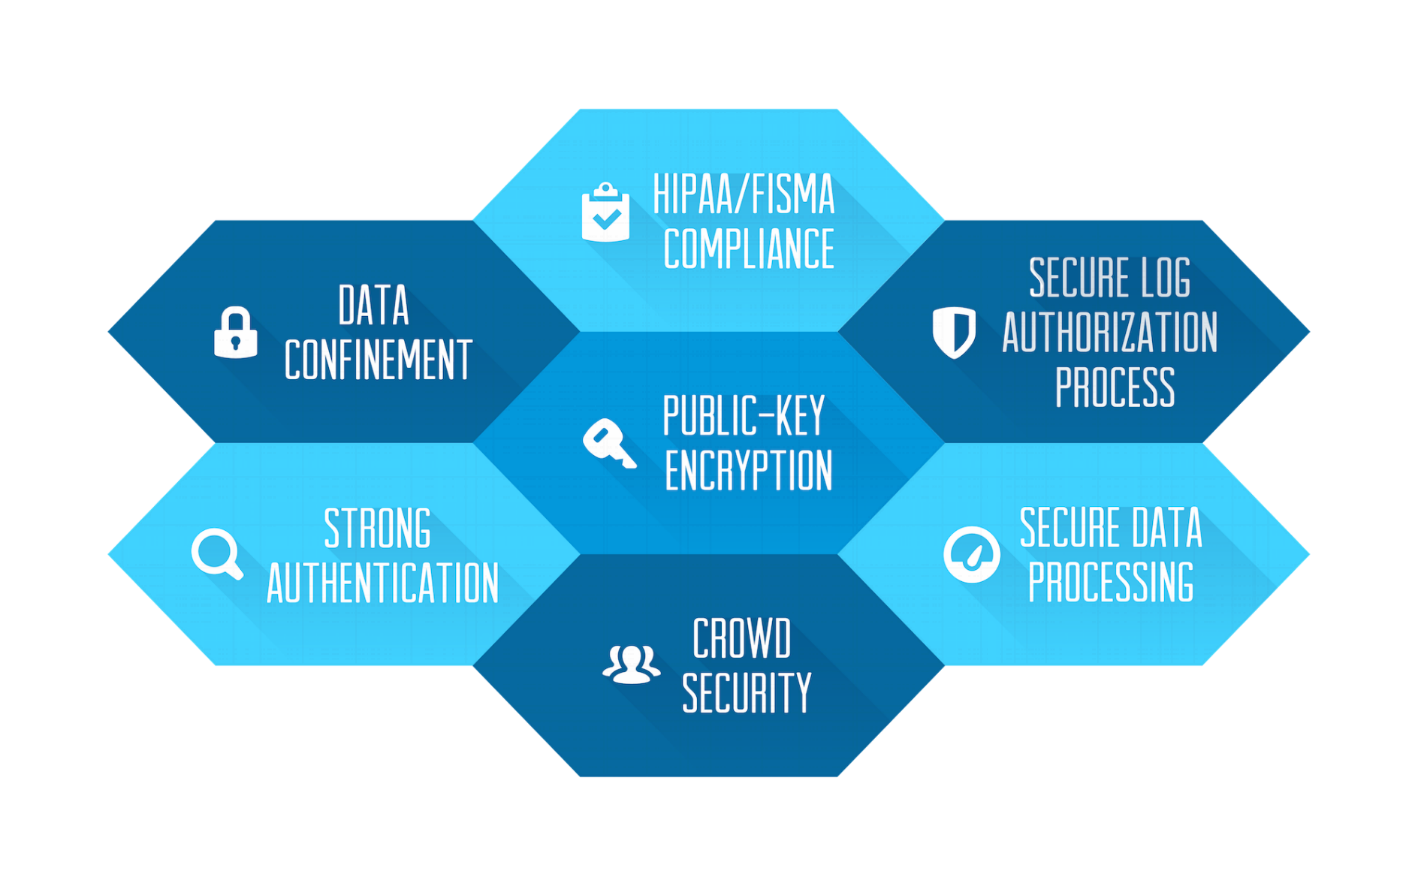 HIPAA/FISMA
COMPLIANCE
DATA
CONFINEMENT
SECURE LOG
AUTHORIZATION
PROCESS
PUBLIC-KEY
ENCRYPTION
STRONG
AUTHENTICATION
SECURE DATA
PROCESSING
CROWD
SECURITY